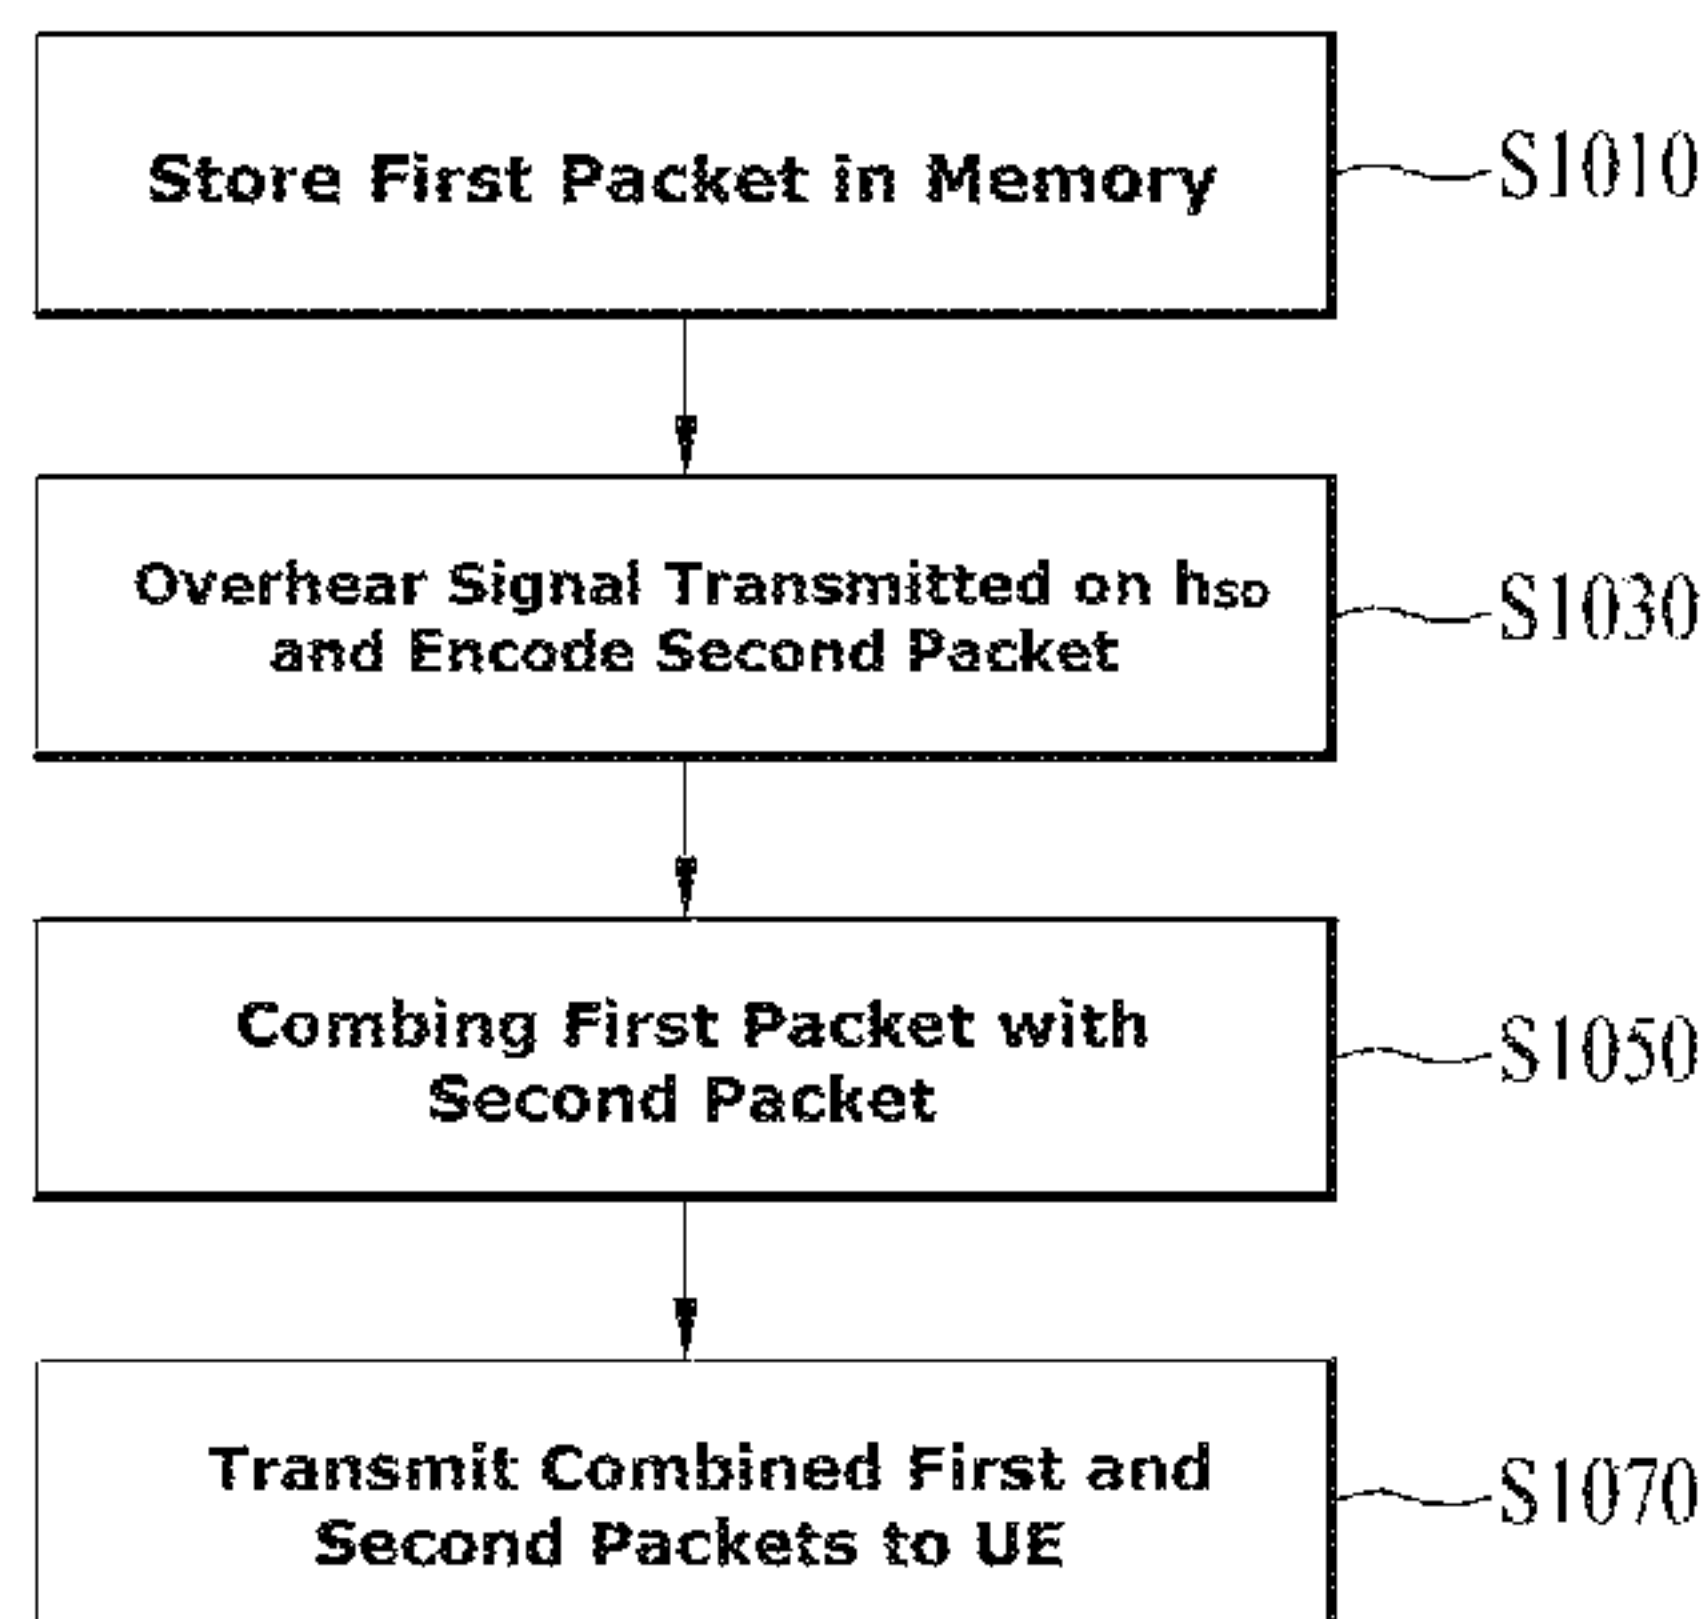 Store First Packet in Memory
S1010
Overhear Signal Transmitted on hSD
and Encode Second Packet
S1030
Combing First Packet with
Second Packet
S1050
Transmit Combined First and
Second Packets to UE
S1070